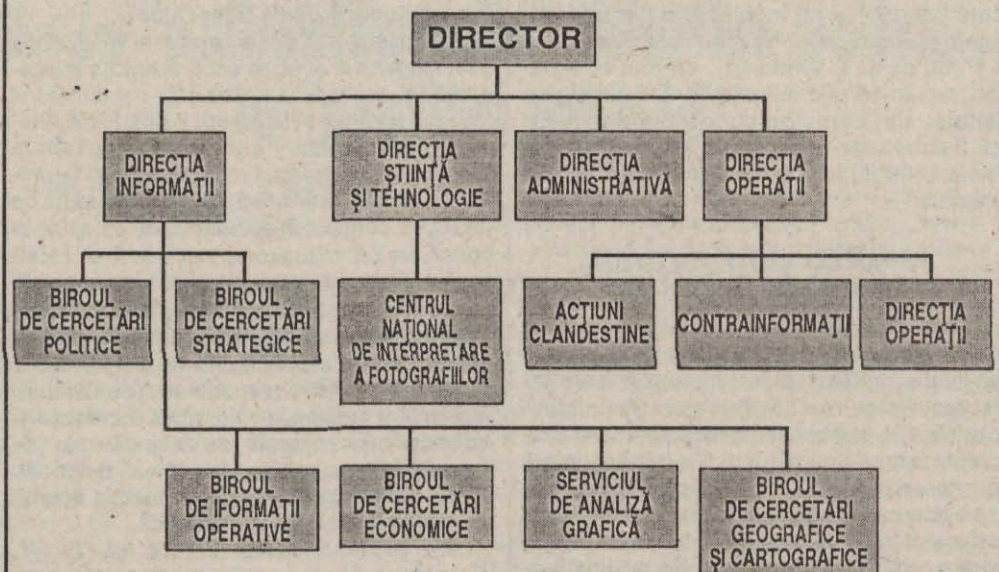 DIRECTOR
DIRECȚIA
INFORMAȚII
DIRECȚIA
ȘTIINȚĂ
ȘI TEHNOLOGIE
DIRECȚIA
ADMINISTRATIVĂ
DIRECȚIA
OPERAȚII
BIROUL
DE CERCETĂRI
POLITICE
BIROUL
DE CERCETĂRI
STRATEGICE
CENTRUL
NAȚIONAL
DE INTERPRETARE
A FOTOGRAFIILOR
ACȚIUNI
CLANDESTINE
CONTRAINFORMAȚII
DIRECȚIA
OPERAȚII
BIROUL
DE IFORMAȚII
OPERATIVE
BIROUL
DE CERCETĂRI
ECONOMICE
SERVICIUL
DE ANALIZĂ
GRAFICĂ
BIROUL
DE CERCETĂRI
GEOGRAFICE
ȘI CARTOGRAFICE